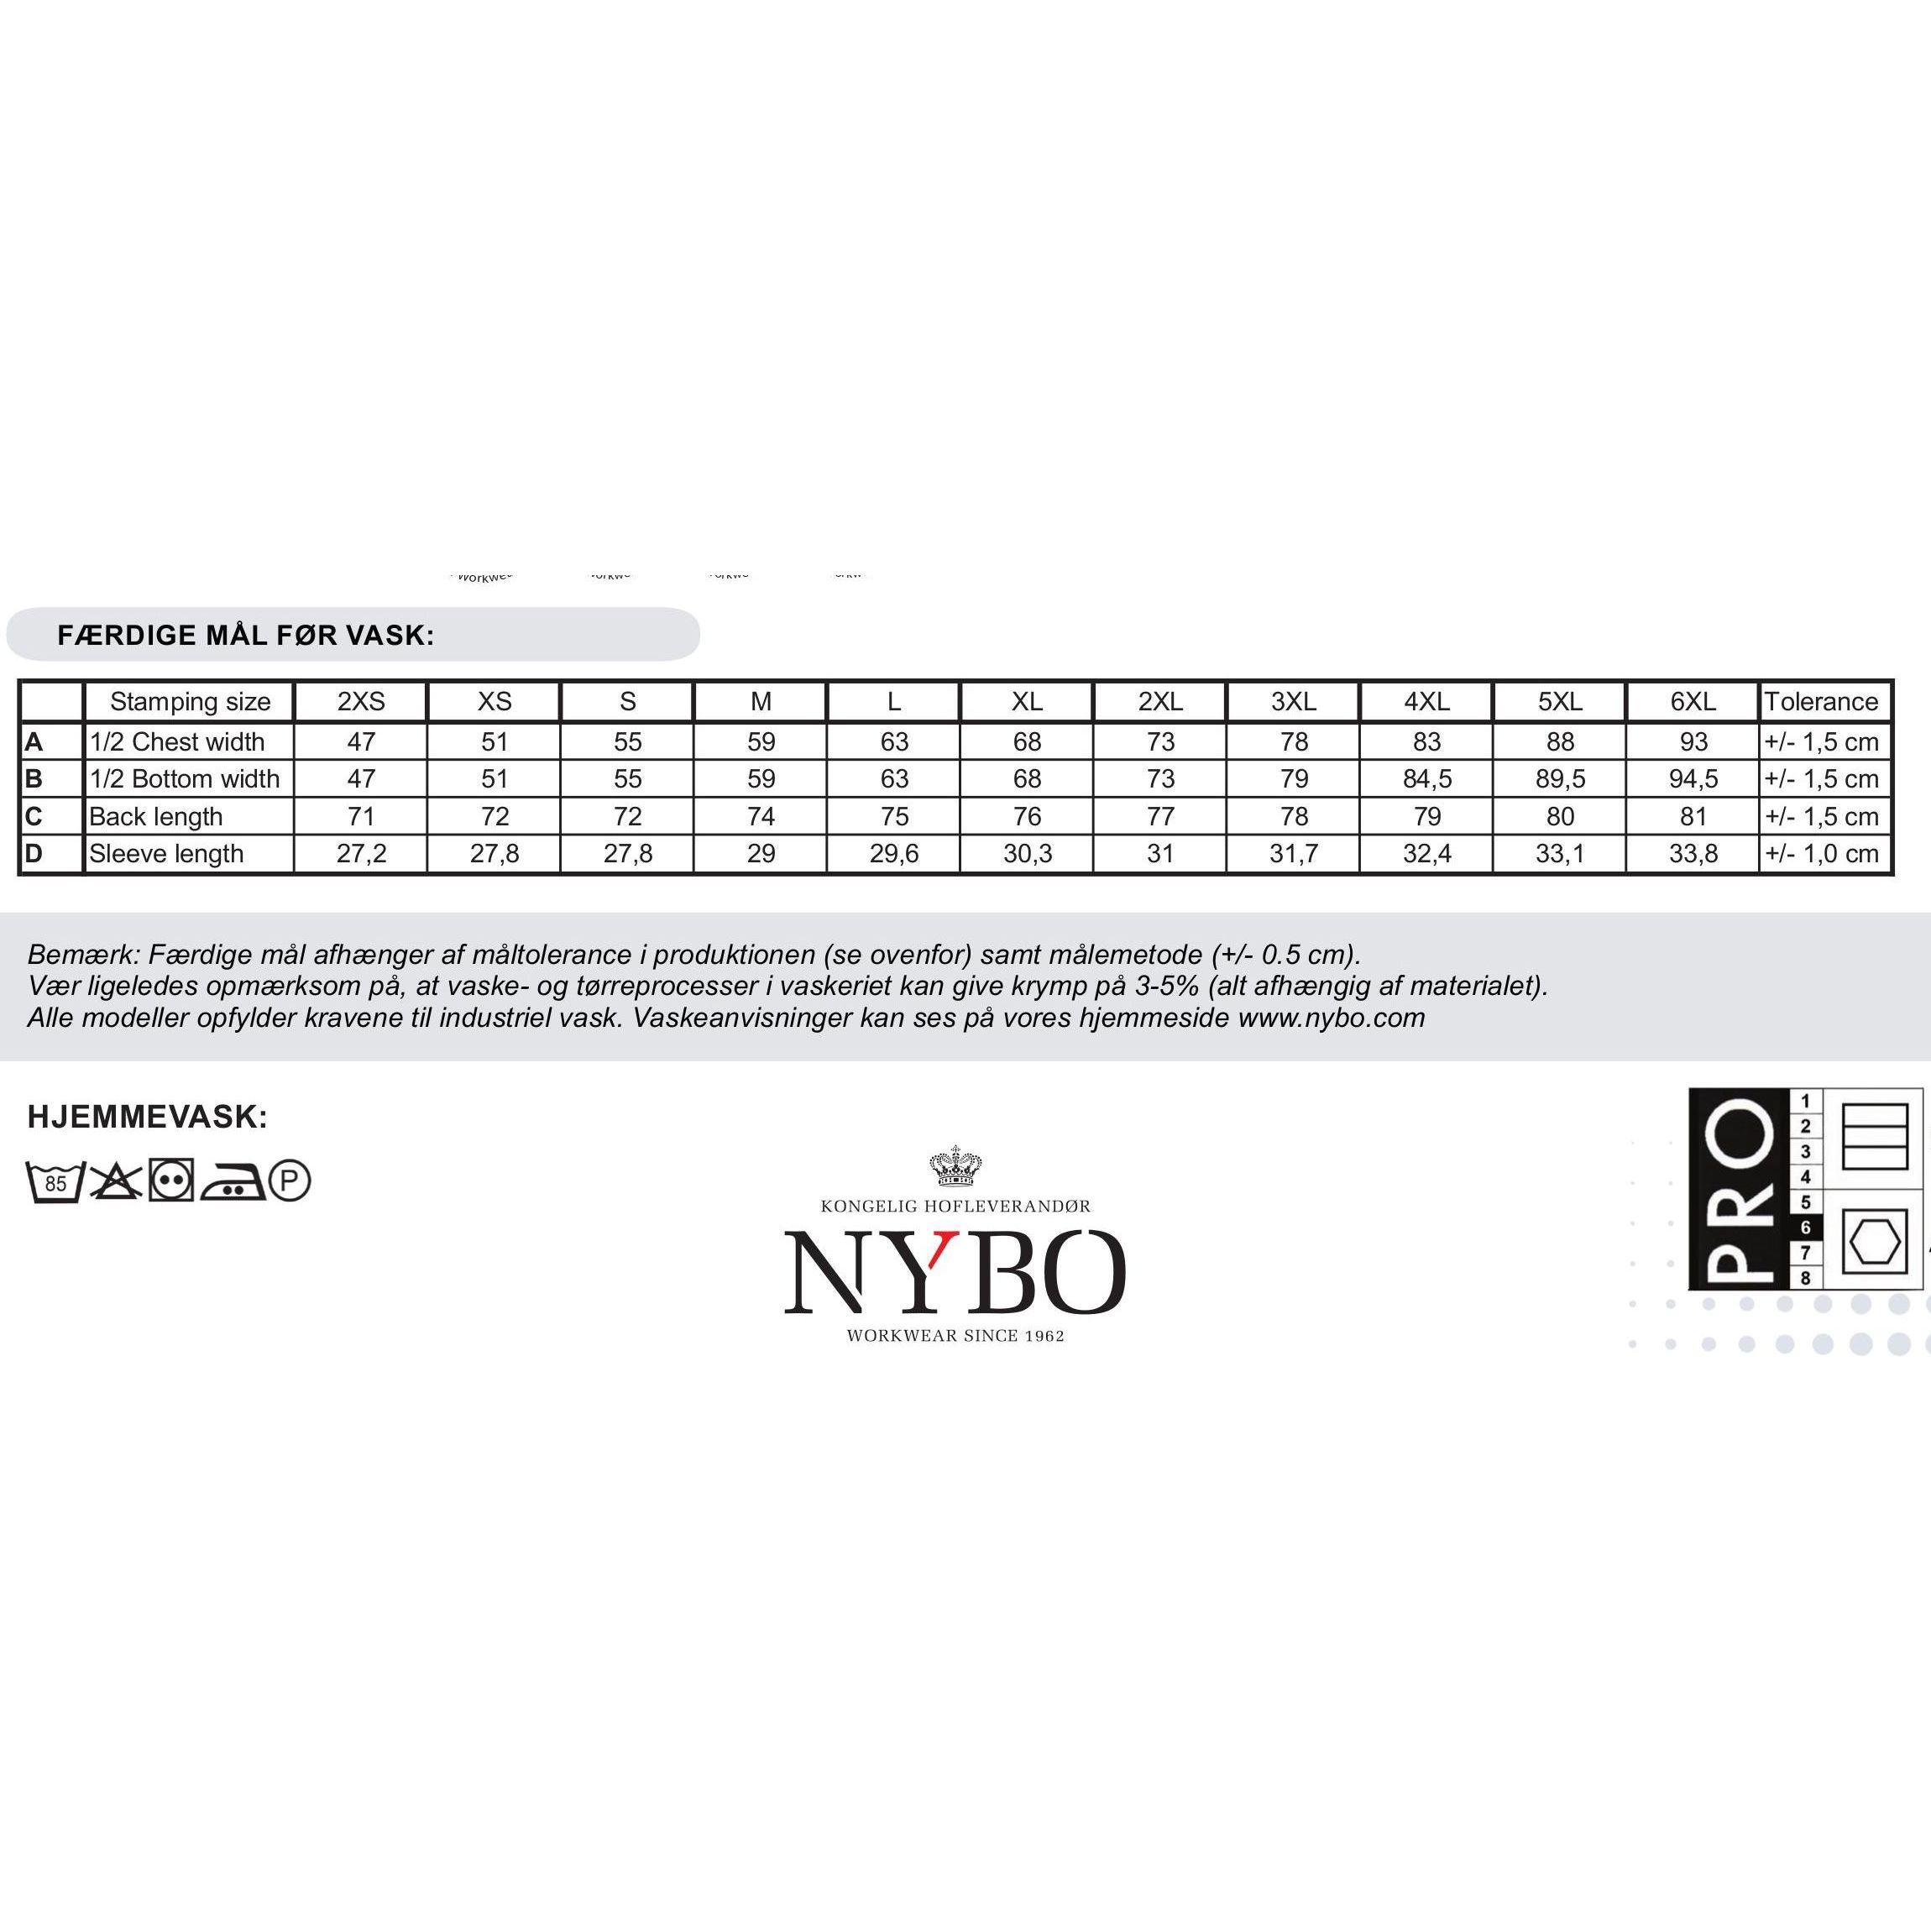 FÆRDIGE MÅL FØR VASK:
Stamping size 2XS XS S M L XL 2XL 3XL 4XL 5XL 6XL Tolerance
A 1/2 Chest width 47 51 55 59 63 68 73 78 83 88 93 +/- 1,5 cm
B 1/2 Bottom width 47 51 55 59 63 68 73 79 84,5 89,5 94,5 +/- 1,5 cm
C Back length 71 72 72 74 75 76 77 78 79 80 81 +/- 1,5 cm
D Sleeve length 27,2 27,8 27,8 29 29,6 30,3 31 31,7 32,4 33,1 33,8 +/- 1,0 cm
Bemærk: Færdige mål afhænger af måltolerance i produktionen (se ovenfor) samt målemetode (+/- 0.5 cm).
Vær ligeledes opmærksom på, at vaske- og tørreprocesser i vaskeriet kan give krymp på 3-5% (alt afhængig af materialet).
Alle modeller opfylder kravene til industriel vask. Vaskeanvisninger kan ses på vores hjemmeside www.nybo.com
HJEMMEVASK:
85 P
KONGELIG HOFLEVERANDØR
NYBO
WORKWEAR SINCE 1962
PRO
1
2
3
4
5
6
7
8